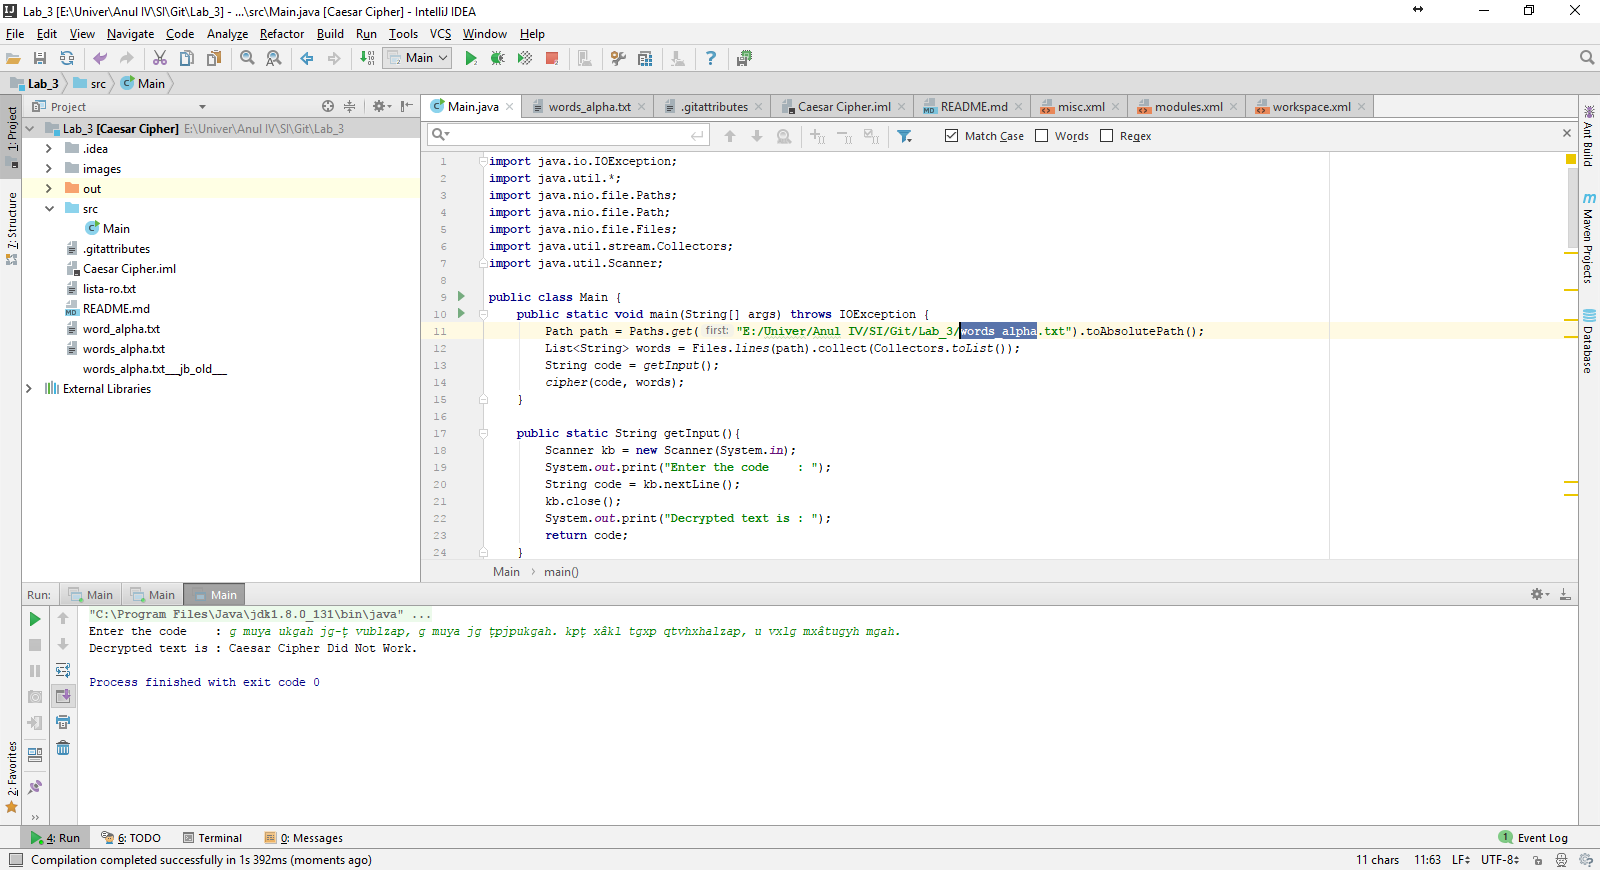 Lab_3 [E:\Univer\Anul IV\SI\Git\Lab_3] - ...\src\Main.java [Caesar Cipher] - IntelliJ IDEA
File Edit View Navigate Code Analyze Refactor Build Run Tools VCS Window Help
Main
Lab_3 src Main
1: Project
7: Structure
2: Favorites
Project
Lab_3 [Caesar Cipher] E:\Univer\Anul IV\SI\Git\Lab_3
.idea
images
out
src
Main
.gitattributes
Caesar Cipher.iml
lista-ro.txt
README.md
word_alpha.txt
words_alpha.txt
words_alpha.txt___jb_old___
External Libraries
Main.java words_alpha.txt .gitattributes Caesar Cipher.iml README.md misc.xml modules.xml workspace.xml
Match Case Words Regex
1 import java.io.IOException;
2 import java.util.*;
3 import java.nio.file.Paths;
4 import java.nio.file.Path;
5 import java.nio.file.Files;
6 import java.util.stream.Collectors;
7 import java.util.Scanner;
8
9 public class Main {
10 public static void main(String[] args) throws IOException {
11 Path path = Paths.get( first: "E:/Univer/Anul IV/SI/Git/Lab_3/words_alpha.txt").toAbsolutePath();
12 List<String> words = Files.lines(path).collect(Collectors.toList());
13 String code = getInput();
14 cipher(code, words);
15 }
16
17 public static String getInput(){
18 Scanner kb = new Scanner(System.in);
19 System.out.print("Enter the code    : ");
20 String code = kb.nextLine();
21 kb.close();
22 System.out.print("Decrypted text is : ");
23 return code;
24 }
Main › main()
Ant Build
Maven Projects
Database
Run: Main Main Main
"C:\Program Files\Java\jdk1.8.0_131\bin\java" ...
Enter the code    : g muya ukgah jg-ț vublzap, g muya jg țpjpukgah. kpț xâkl tgxp qtvhxhalzap, u vxlg mxâtugyh mgah.
Decrypted text is : Caesar Cipher Did Not Work.
Process finished with exit code 0
4: Run 6: TODO Terminal 0: Messages 1 Event Log
Compilation completed successfully in 1s 392ms (moments ago) 11 chars 11:63 LF UTF-8